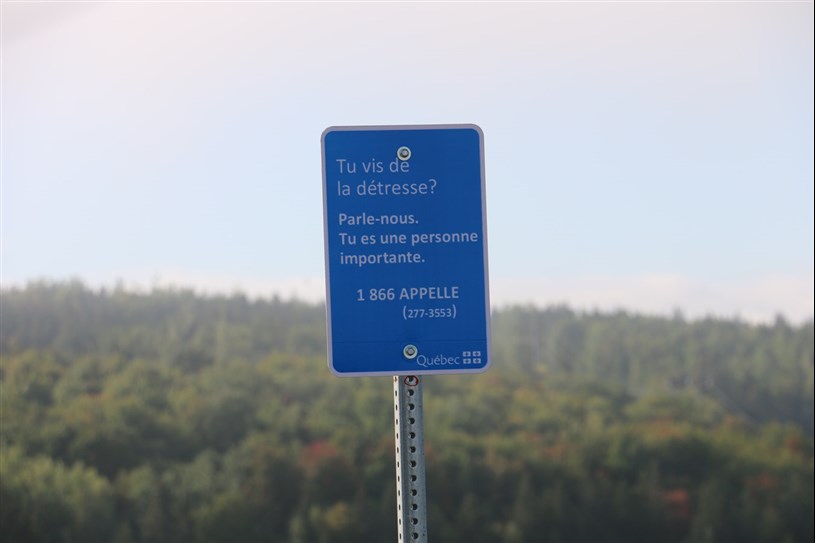 Tu vis de
la détresse?
Parle-nous.
Tu es une personne
importante.
1 866 APPELLE
(277-3553)
Québec